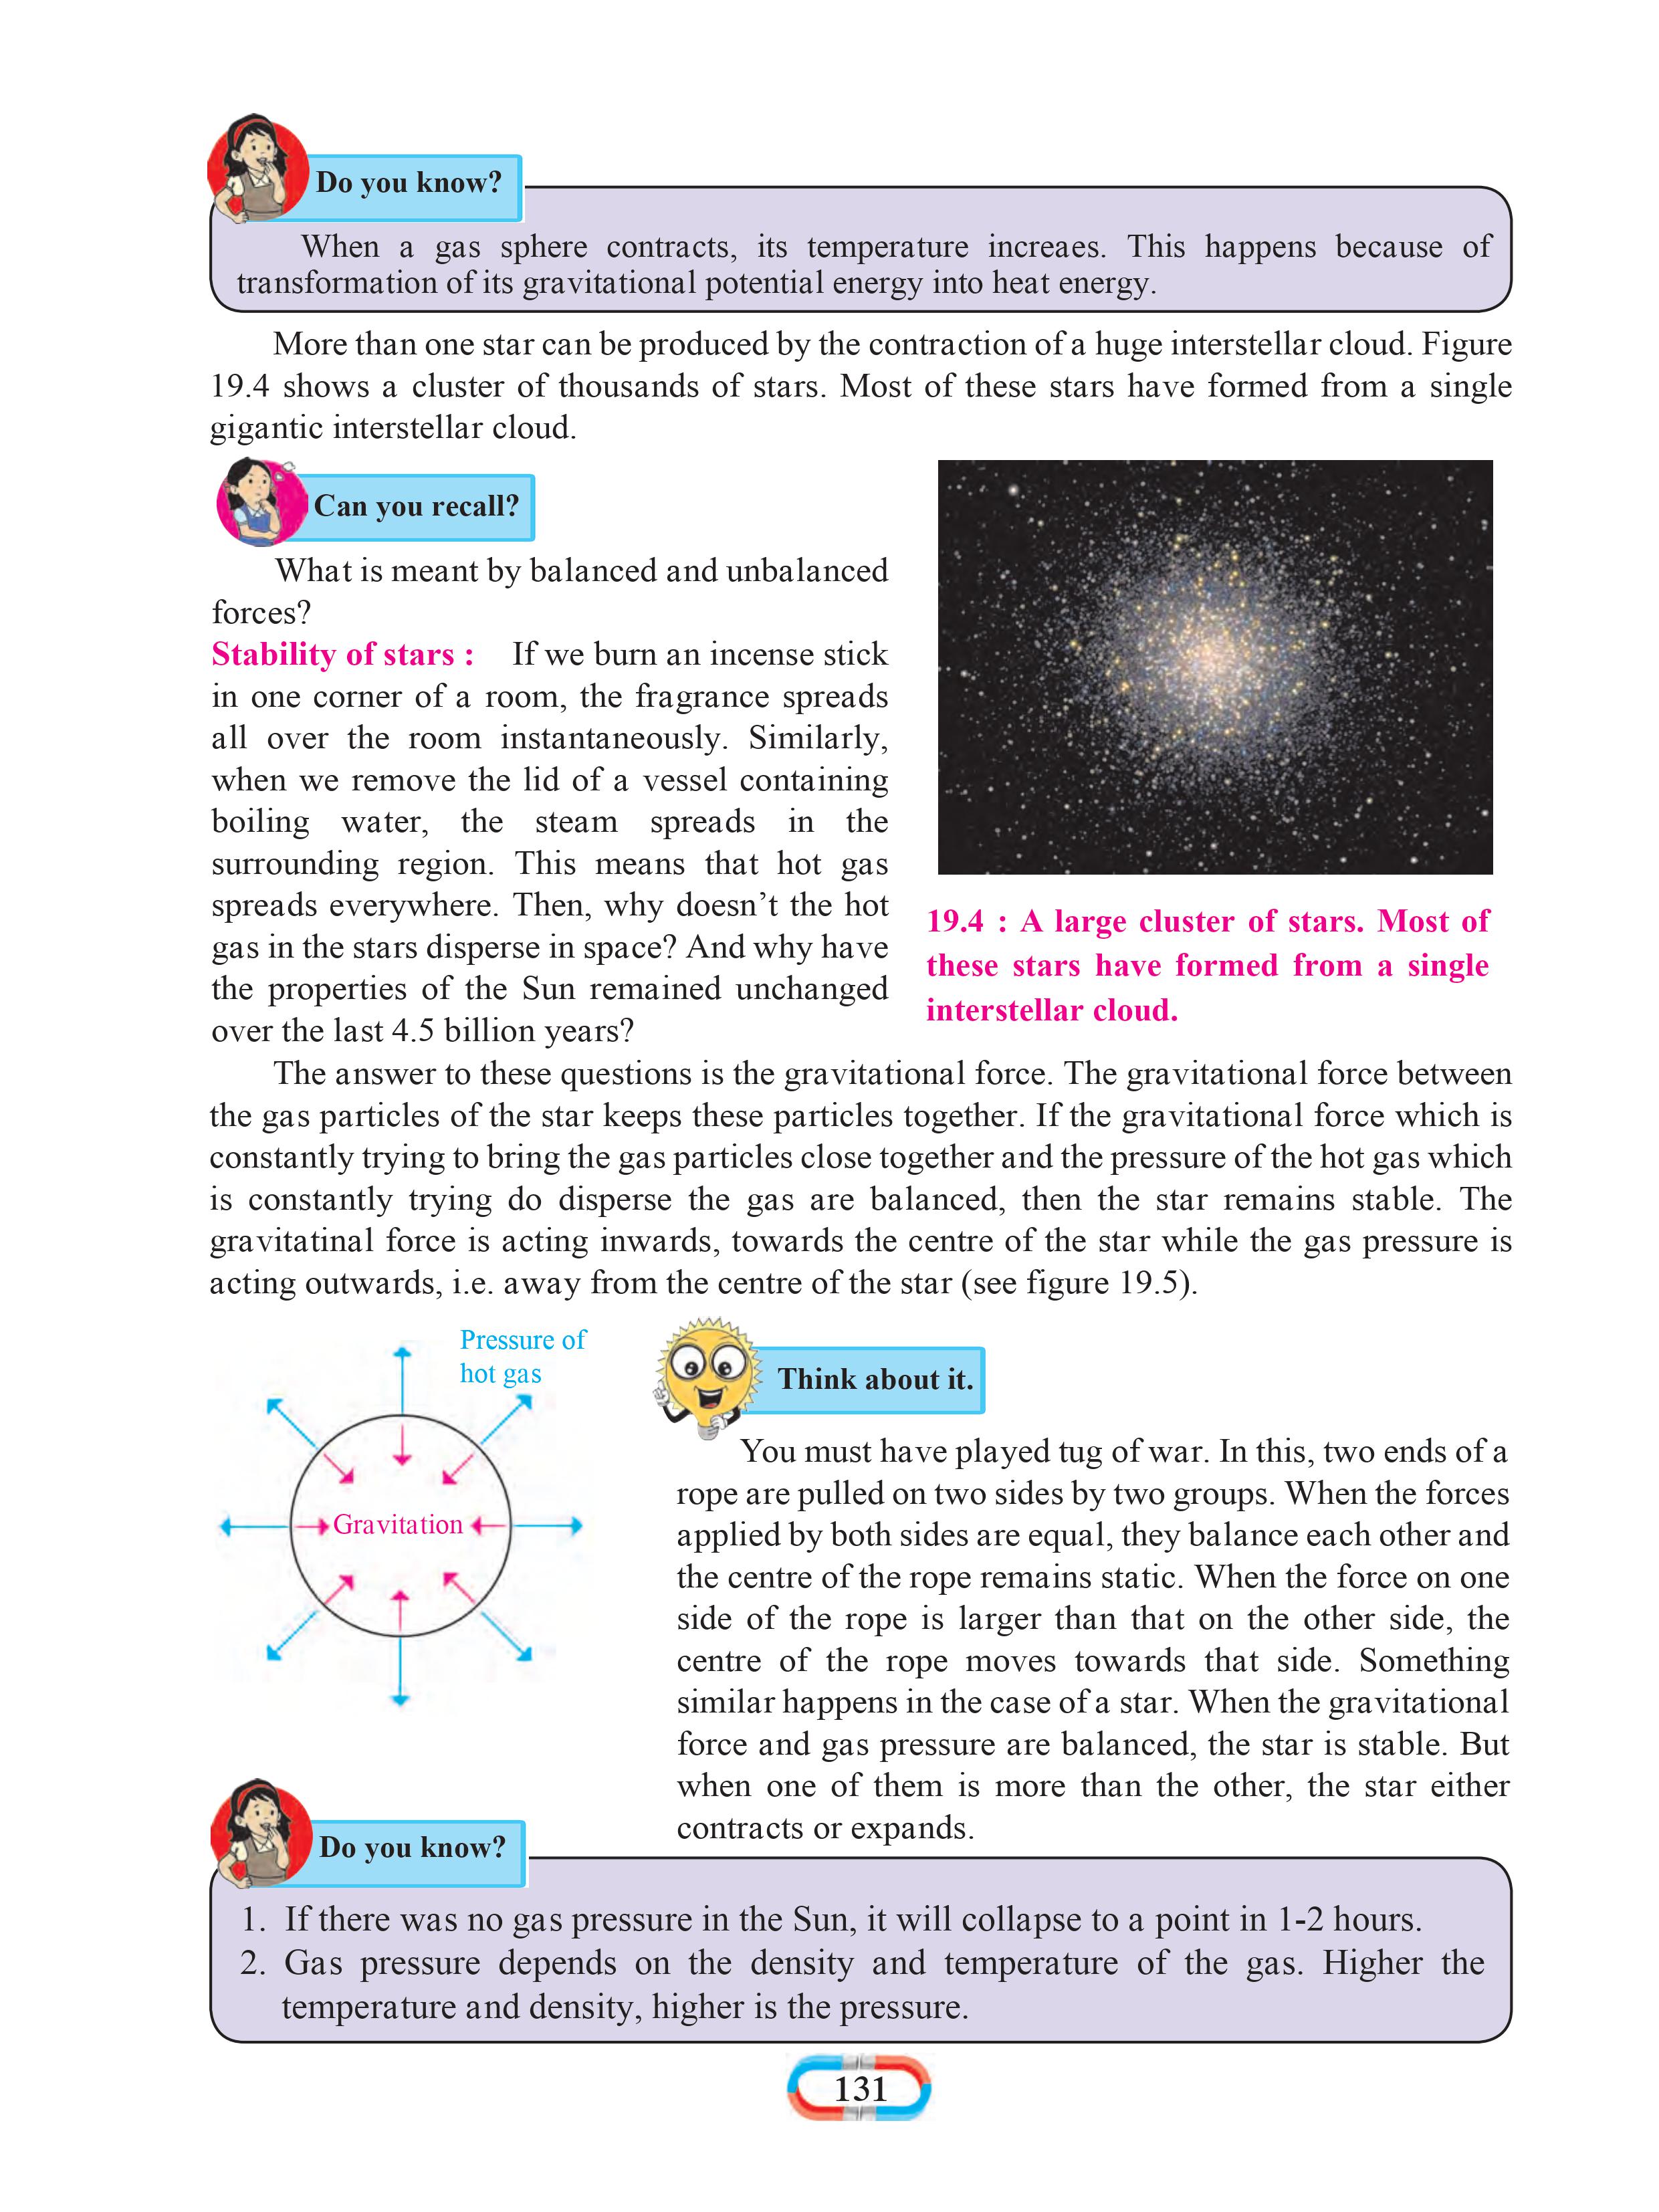 Do you know?
When a gas sphere contracts, its temperature increaes. This happens because of
transformation of its gravitational potential energy into heat energy.
More than one star can be produced by the contraction of a huge interstellar cloud. Figure
19.4 shows a cluster of thousands of stars. Most of these stars have formed from a single
gigantic interstellar cloud.
Can you recall?
What is meant by balanced and unbalanced
forces?
Stability of stars : If we burn an incense stick
in one corner of a room, the fragrance spreads
all over the room instantaneously. Similarly,
when we remove the lid of a vessel containing
boiling water, the steam spreads in the
surrounding region. This means that hot gas
spreads everywhere. Then, why doesn’t the hot
gas in the stars disperse in space? And why have
the properties of the Sun remained unchanged
over the last 4.5 billion years?
19.4 : A large cluster of stars. Most of
these stars have formed from a single
interstellar cloud.
The answer to these questions is the gravitational force. The gravitational force between
the gas particles of the star keeps these particles together. If the gravitational force which is
constantly trying to bring the gas particles close together and the pressure of the hot gas which
is constantly trying do disperse the gas are balanced, then the star remains stable. The
gravitatinal force is acting inwards, towards the centre of the star while the gas pressure is
acting outwards, i.e. away from the centre of the star (see figure 19.5).
Pressure of
hot gas
Gravitation
Think about it.
You must have played tug of war. In this, two ends of a
rope are pulled on two sides by two groups. When the forces
applied by both sides are equal, they balance each other and
the centre of the rope remains static. When the force on one
side of the rope is larger than that on the other side, the
centre of the rope moves towards that side. Something
similar happens in the case of a star. When the gravitational
force and gas pressure are balanced, the star is stable. But
when one of them is more than the other, the star either
contracts or expands.
Do you know?
1. If there was no gas pressure in the Sun, it will collapse to a point in 1-2 hours.
2. Gas pressure depends on the density and temperature of the gas. Higher the
temperature and density, higher is the pressure.
131